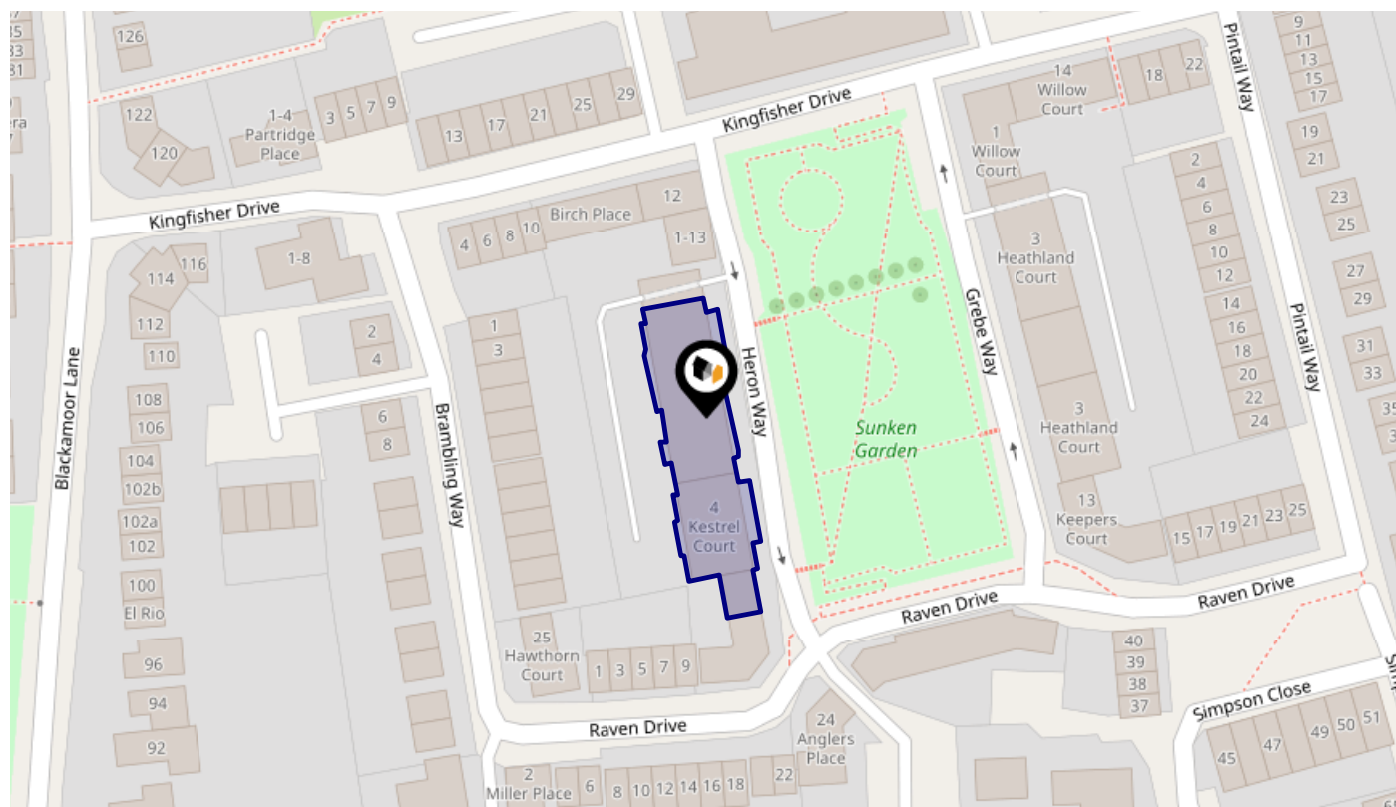 126
122
120
1-4
Partridge
Place
3 5 7 9
13
17
21
25
29
Kingfisher Drive
14
Willow
Court
18
22
Pintail Way
9
11
13
15
17
1
Willow
Court
19
21
Kingfisher Drive
Birch Place
12
4 6 8 10
1-13
2
4
6
8
10
12
14
16
18
20
22
24
23
25
27
29
31
33
116
114
112
110
108
106
104
102b
102a
102
100
El Rio
96
94
92
1-8
2
4
6
8
1
3
3
Heathland
Court
3
Heathland
Court
Grebe Way
Heron Way
Pintail Way
Blackamoor Lane
Brambling Way
Sunken
Garden
4
Kestrel
Court
13
Keepers
Court
15 17 19 21 23 25
Raven Drive
Raven Drive
25
Hawthorn
Court
1 3 5 7 9
Raven Drive
40
39
38
37
Simpson Close
45
47
49
50
51
24
Anglers
Place
2
Miller Place
6
8 10 12 14 16 18
22